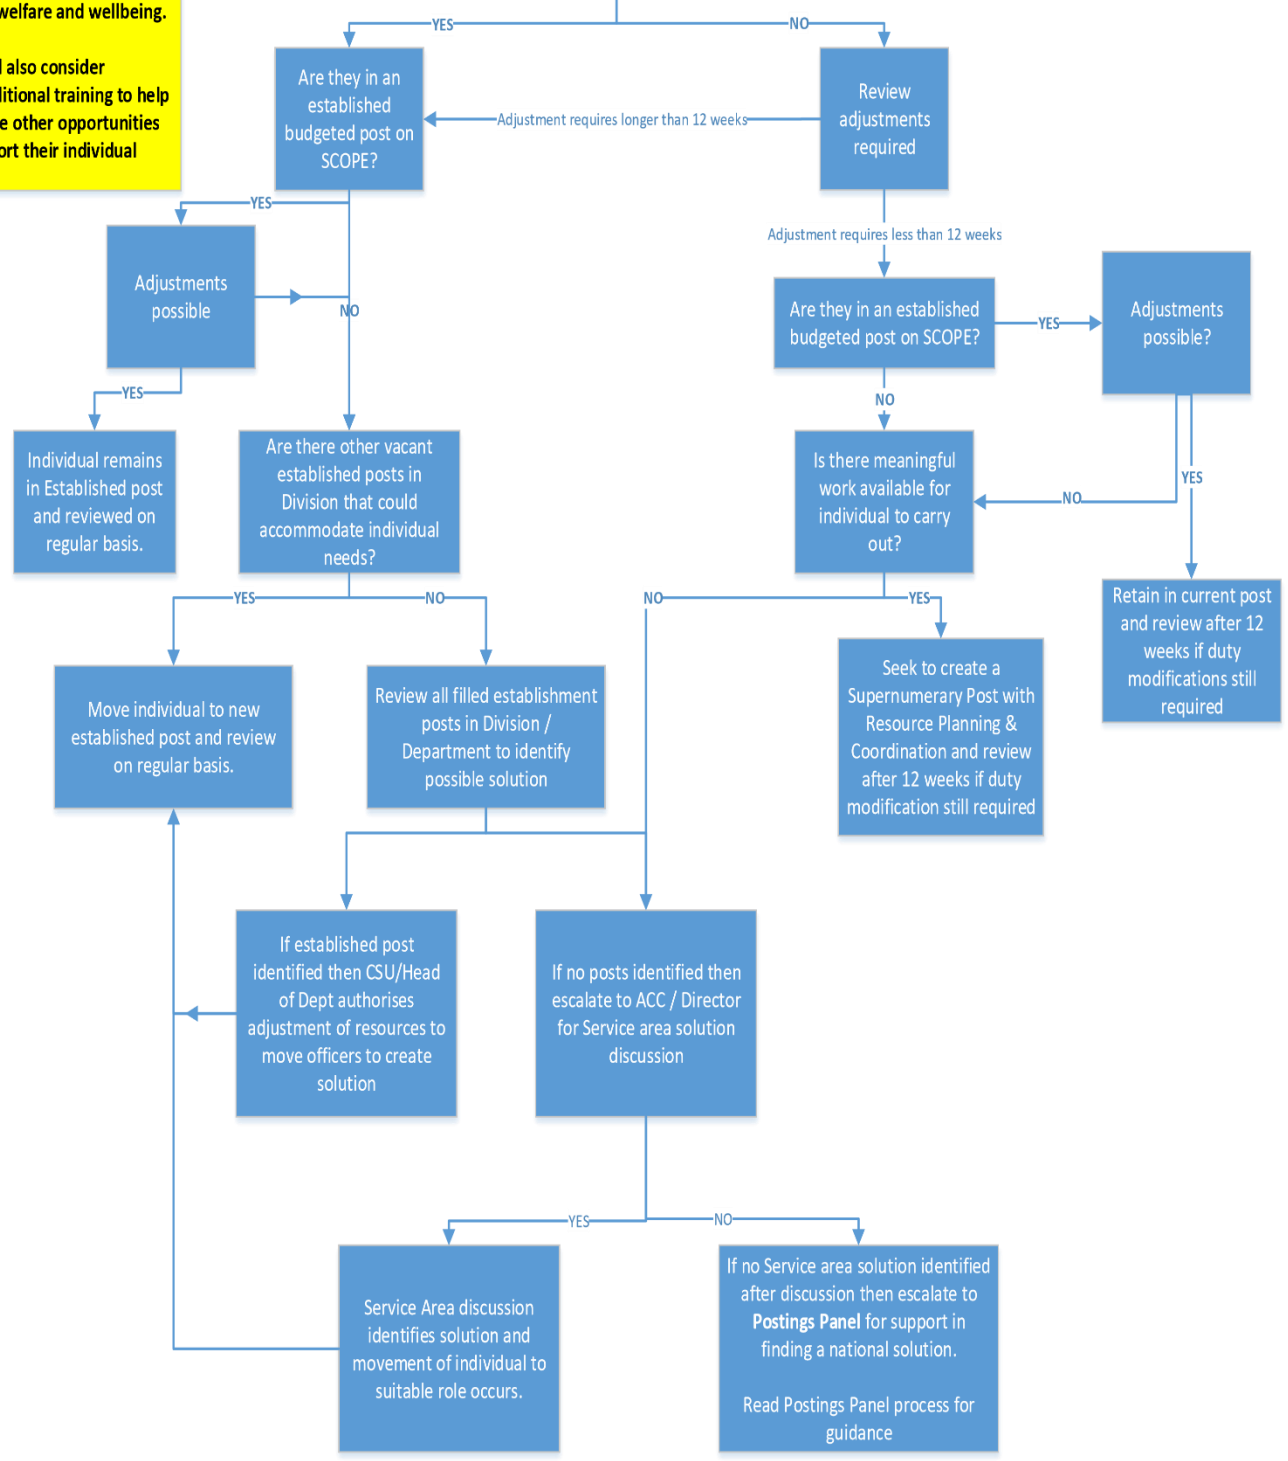 welfare and wellbeing.
also consider
ditional training to help
e other opportunities
ort their individual
YES
NO
Are they in an
established
budgeted post on
SCOPE?
Adjustment requires longer than 12 weeks
Review
adjustments
required
YES
Adjustments
possible
NO
Adjustment requires less than 12 weeks
Are they in an established
budgeted post on SCOPE?
YES
Adjustments
possible?
YES
NO
Individual remains
in Established post
and reviewed on
regular basis.
Are there other vacant
established posts in
Division that could
accommodate individual
needs?
Is there meaningful
work available for
individual to carry
out?
NO
YES
YES
NO
NO
YES
Retain in current post
and review after 12
weeks if duty
modifications still
required
Move individual to new
established post and review
on regular basis.
Review all filled establishment
posts in Division /
Department to identify
possible solution
Seek to create a
Supernumerary Post with
Resource Planning &
Coordination and review
after 12 weeks if duty
modification still required
If established post
identified then CSU/Head
of Dept authorises
adjustment of resources to
move officers to create
solution
If no posts identified then
escalate to ACC / Director
for Service area solution
discussion
YES
NO
Service Area discussion
identifies solution and
movement of individual to
suitable role occurs.
If no Service area solution identified
after discussion then escalate to
Postings Panel for support in
finding a national solution.
Read Postings Panel process for
guidance